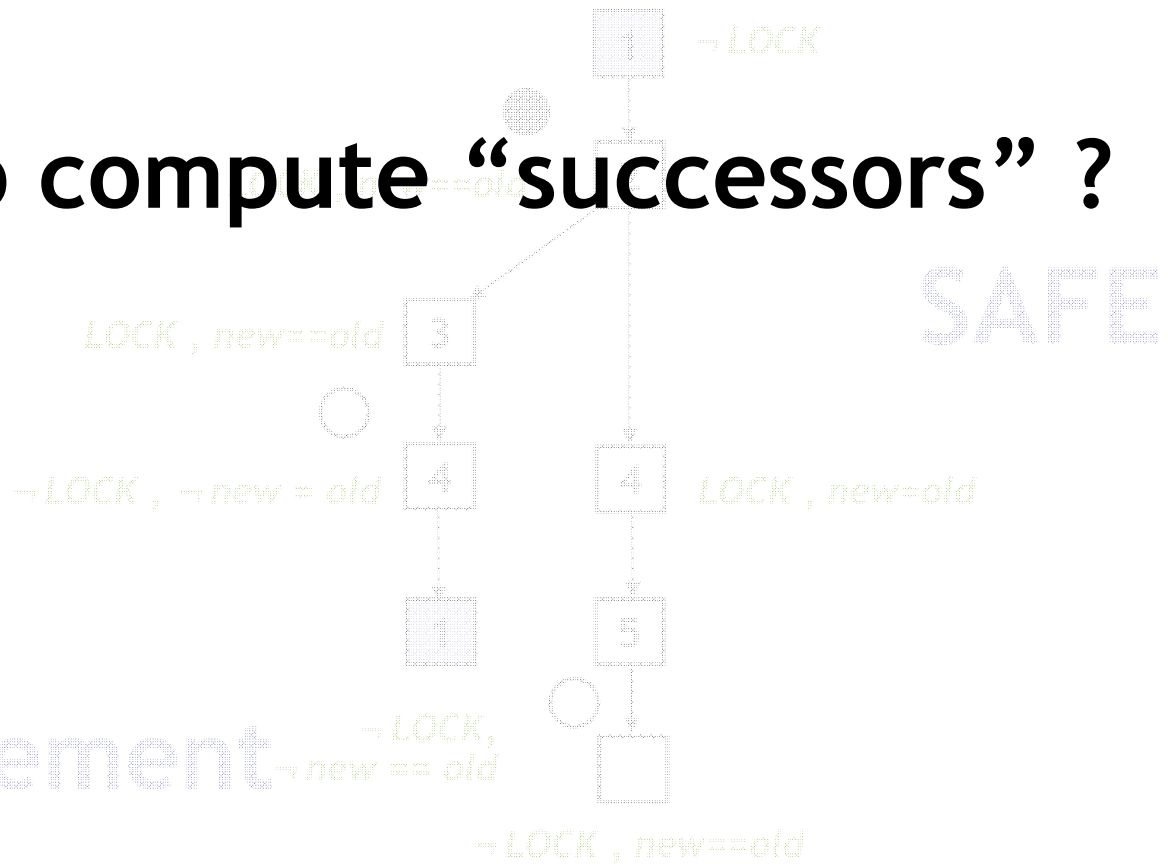 1 ¬ LOCK
compute “successors” ?
SAFE
LOCK , new==old 3
¬ LOCK , ¬ new = old 4 4 LOCK , new=old
1 5
¬ LOCK,
ement ¬ new == old
¬ LOCK , new==old